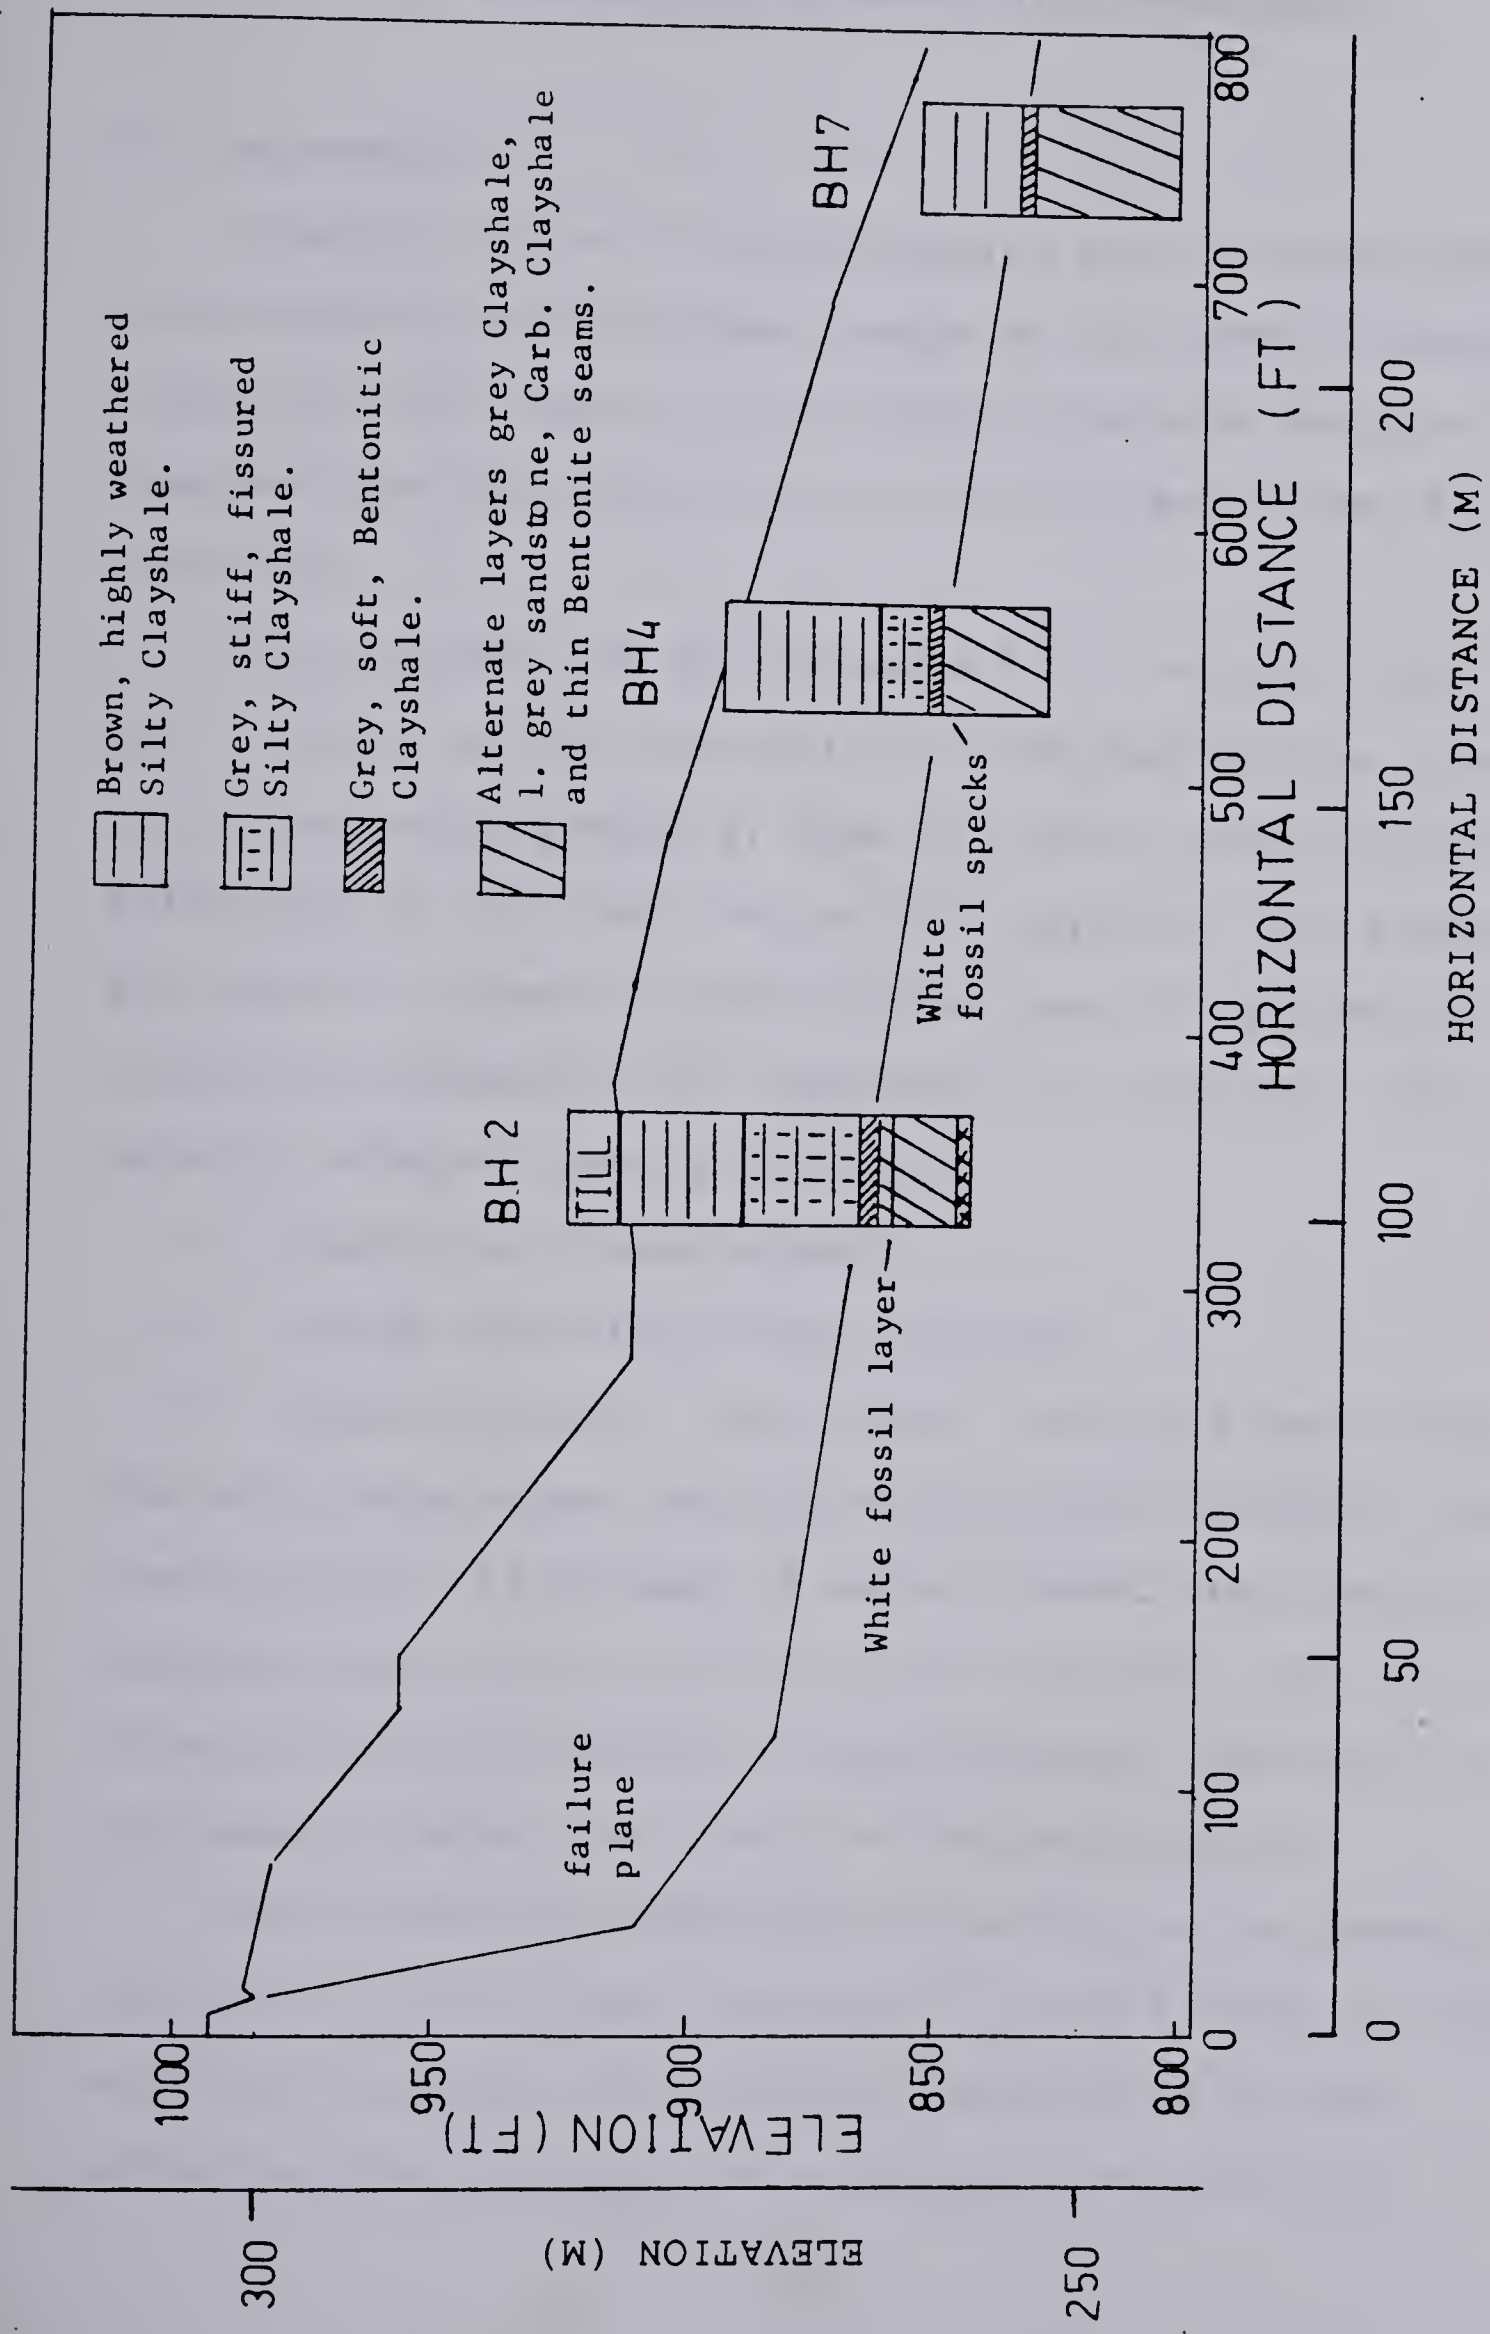 Brown, highly weathered
Silty Clayshale.
Grey, stiff, fissured
Silty Clayshale.
Grey, soft, Bentonitic
Clayshale.
Alternate layers grey Clayshale,
l. grey sandstone, Carb. Clayshale
and thin Bentonite seams.
BH 2
TILL
BH4
BH7
failure
plane
White fossil layer
White
fossil specks
ELEVATION (M)
300
250
ELEVATION (FT)
1000
950
900
850
800
0
100
200
300
400
500
600
700
800
HORIZONTAL DISTANCE (FT)
0
50
100
150
200
HORIZONTAL DISTANCE (M)